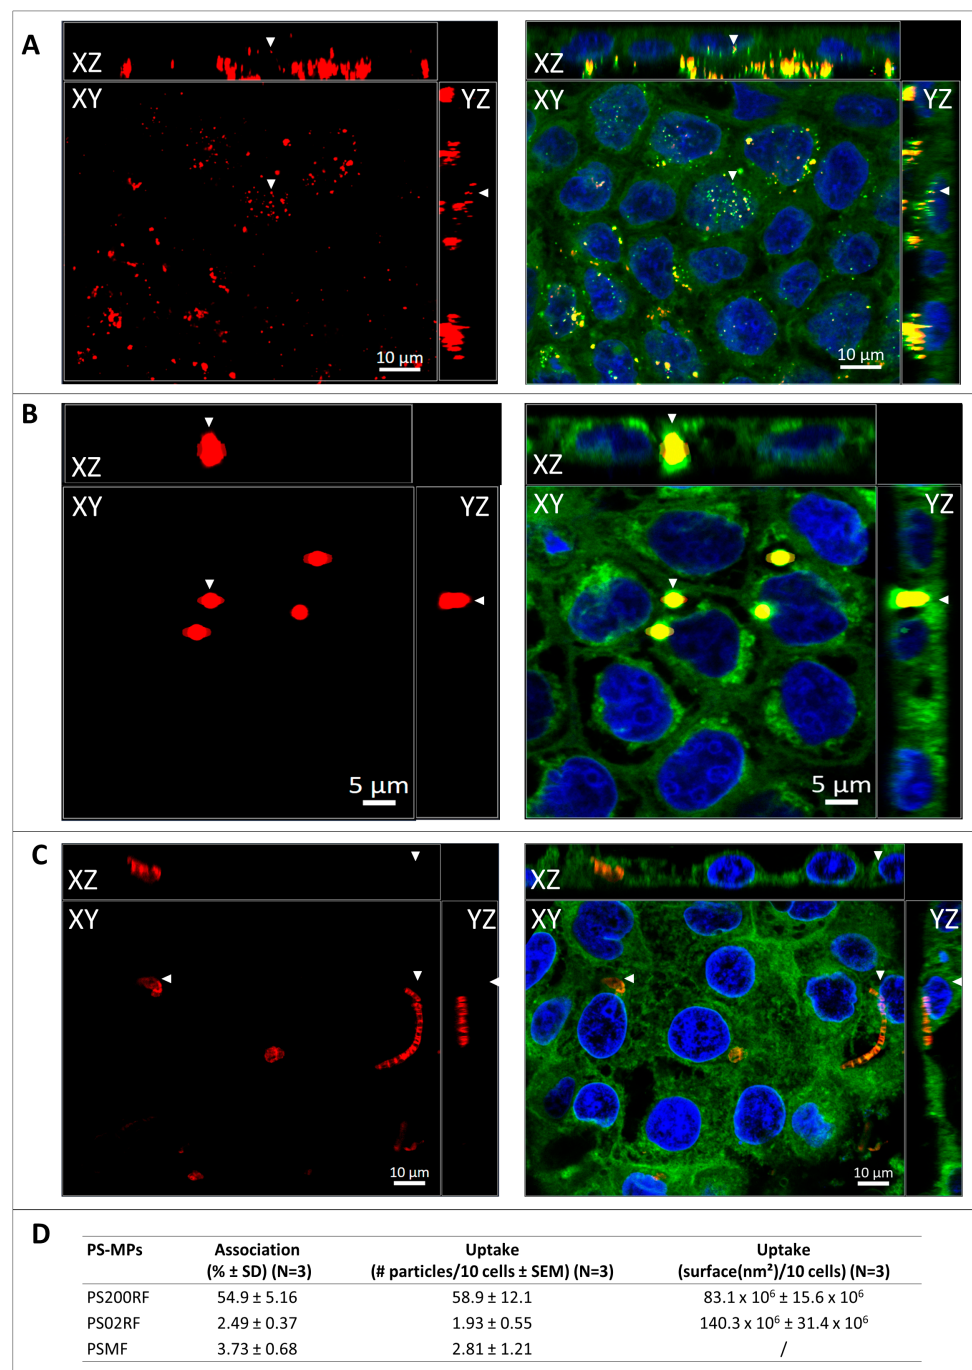 A
XZ
XY
YZ
10 µm
XZ
XY
YZ
10 µm
B
XZ
XY
YZ
5 µm
XZ
XY
YZ
5 µm
C
XZ
XY
YZ
10 µm
XZ
XY
YZ
10 µm
D
PS-MPs Association Uptake Uptake
(% ± SD) (N=3) (# particles/10 cells ± SEM) (N=3) (surface(nm²)/10 cells) (N=3)
PS200RF 54.9 ± 5.16 58.9 ± 12.1 83.1 x 10⁶ ± 15.6 x 10⁶
PS02RF 2.49 ± 0.37 1.93 ± 0.55 140.3 x 10⁶ ± 31.4 x 10⁶
PSMF 3.73 ± 0.68 2.81 ± 1.21 /